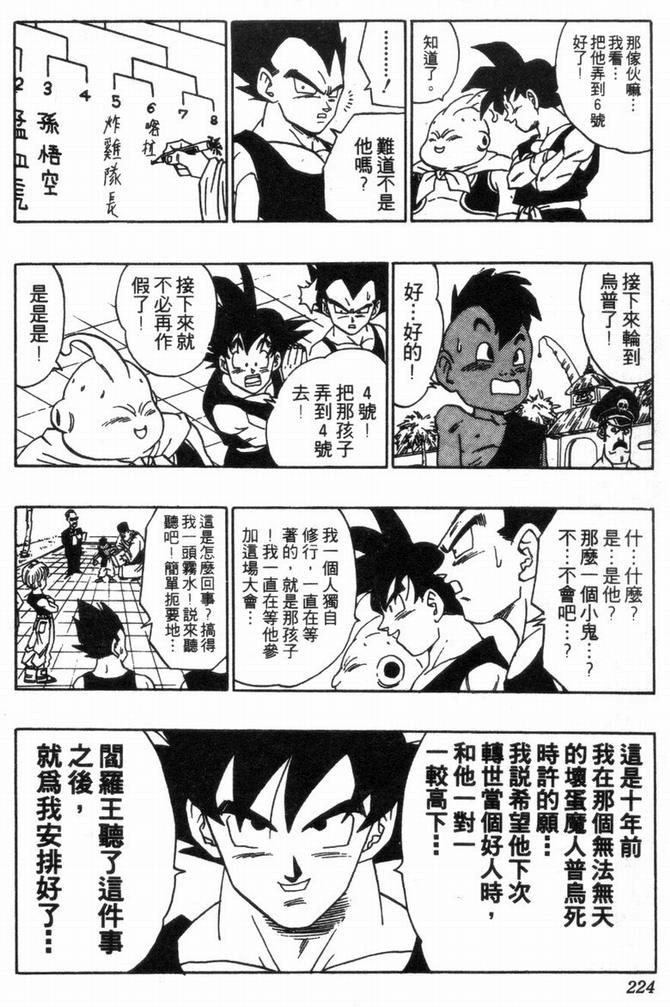 那傢伙嘛⋯
我看⋯
把他弄到6號
好了！
知道了。
⋯⋯⋯！
難道不是
他嗎？
8 孫
7
6
5 炸雞隊長
4
3 孫悟空
2
接下來輪到
烏普了！
好⋯好的！
4號！
把那孩子
弄到4號
去！
接下來就
不必再作
假了！
是是是！
什⋯什麼？
是⋯是他？
那麼一個小鬼⋯？
不⋯不會吧⋯？
我一個人獨自
修行，一直在等
著的，就是那孩子
！我一直在等他參
加這場大會⋯
這是怎麼回事？搞得
我一頭霧水！說來聽
聽吧！簡單扼要地⋯
這是十年前
我在那個無法無天
的壞蛋魔人普烏死
時許的願⋯
我說希望他下次
轉世當個好人時，
和他一對一
一較高下⋯
閻羅王聽了這件事
之後，
就為我安排好了⋯
224